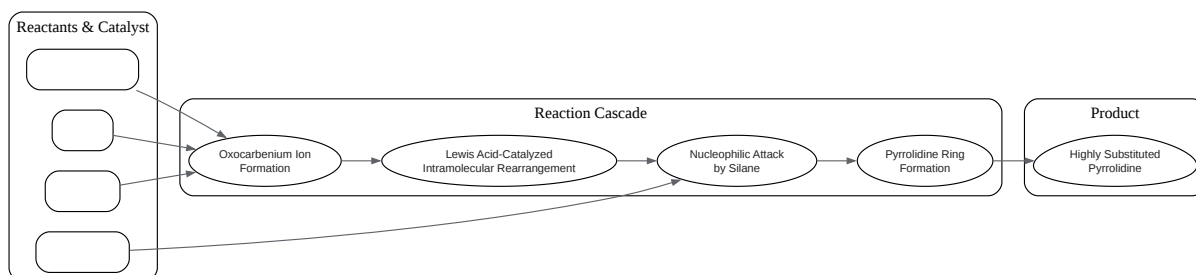 Reactants & Catalyst
Reaction Cascade
Product
Oxocarbenium Ion
Formation
Lewis Acid-Catalyzed
Intramolecular Rearrangement
Nucleophilic Attack
by Silane
Pyrrolidine Ring
Formation
Highly Substituted
Pyrrolidine